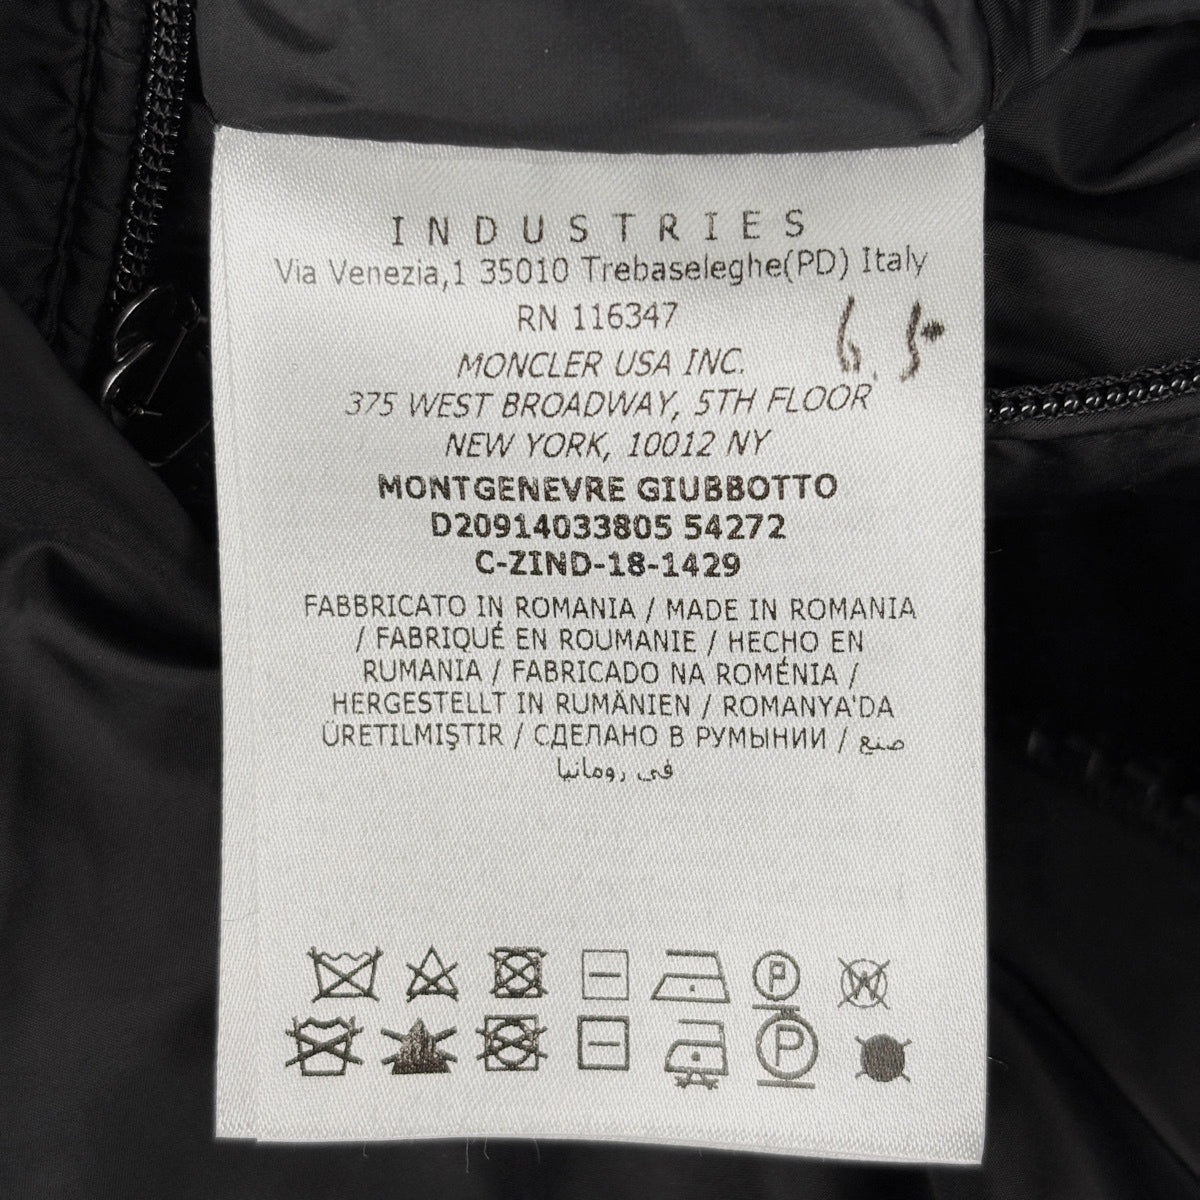 INDUSTRIES
Via Venezia,1 35010 Trebaseleghe(PD) Italy
RN 116347
MONCLER USA INC.
375 WEST BROADWAY, 5TH FLOOR
NEW YORK, 10012 NY
MONTGENEVRE GIUBBOTTO
D20914033805 54272
C-ZIND-18-1429
FABBRICATO IN ROMANIA / MADE IN ROMANIA
/ FABRIQUÉ EN ROUMANIE / HECHO EN
RUMANIA / FABRICADO NA ROMÉNIA /
HERGESTELLT IN RUMÄNIEN / ROMANYA'DA
ÜRETILMIŞTIR / СДЕЛАНО В РУМЫНИИ / صنع
في رومانيا
P W
P